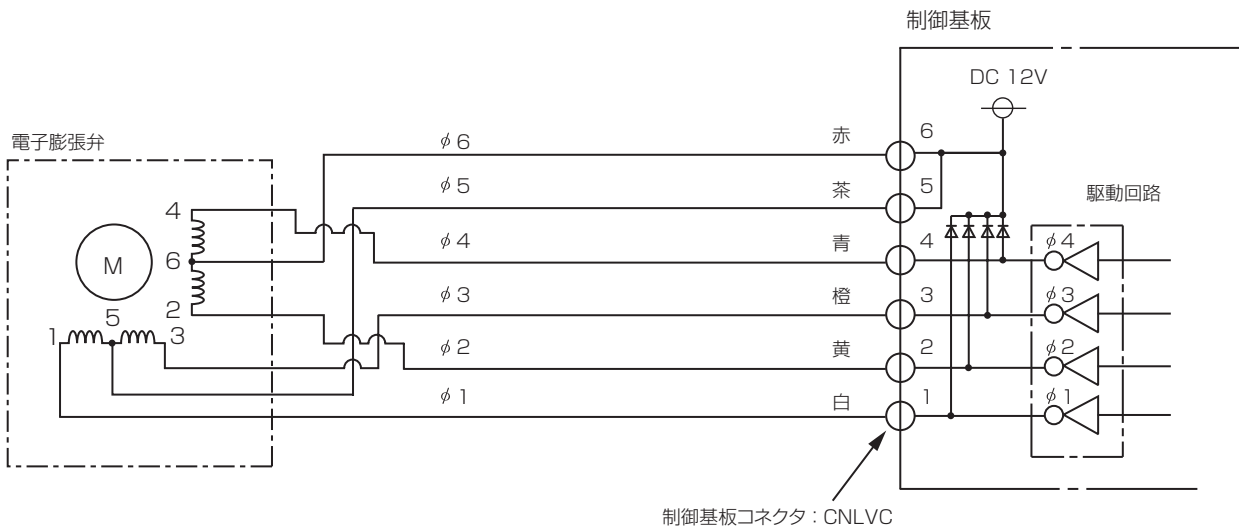 制御基板
DC 12V
電子膨張弁
φ6
赤
6
φ5
茶
5
駆動回路
4
φ4
青
4
φ4
M
6
φ3
橙
3
φ3
2
5
1
3
φ2
黄
2
φ2
φ1
白
1
φ1
制御基板コネクタ：CNLVC